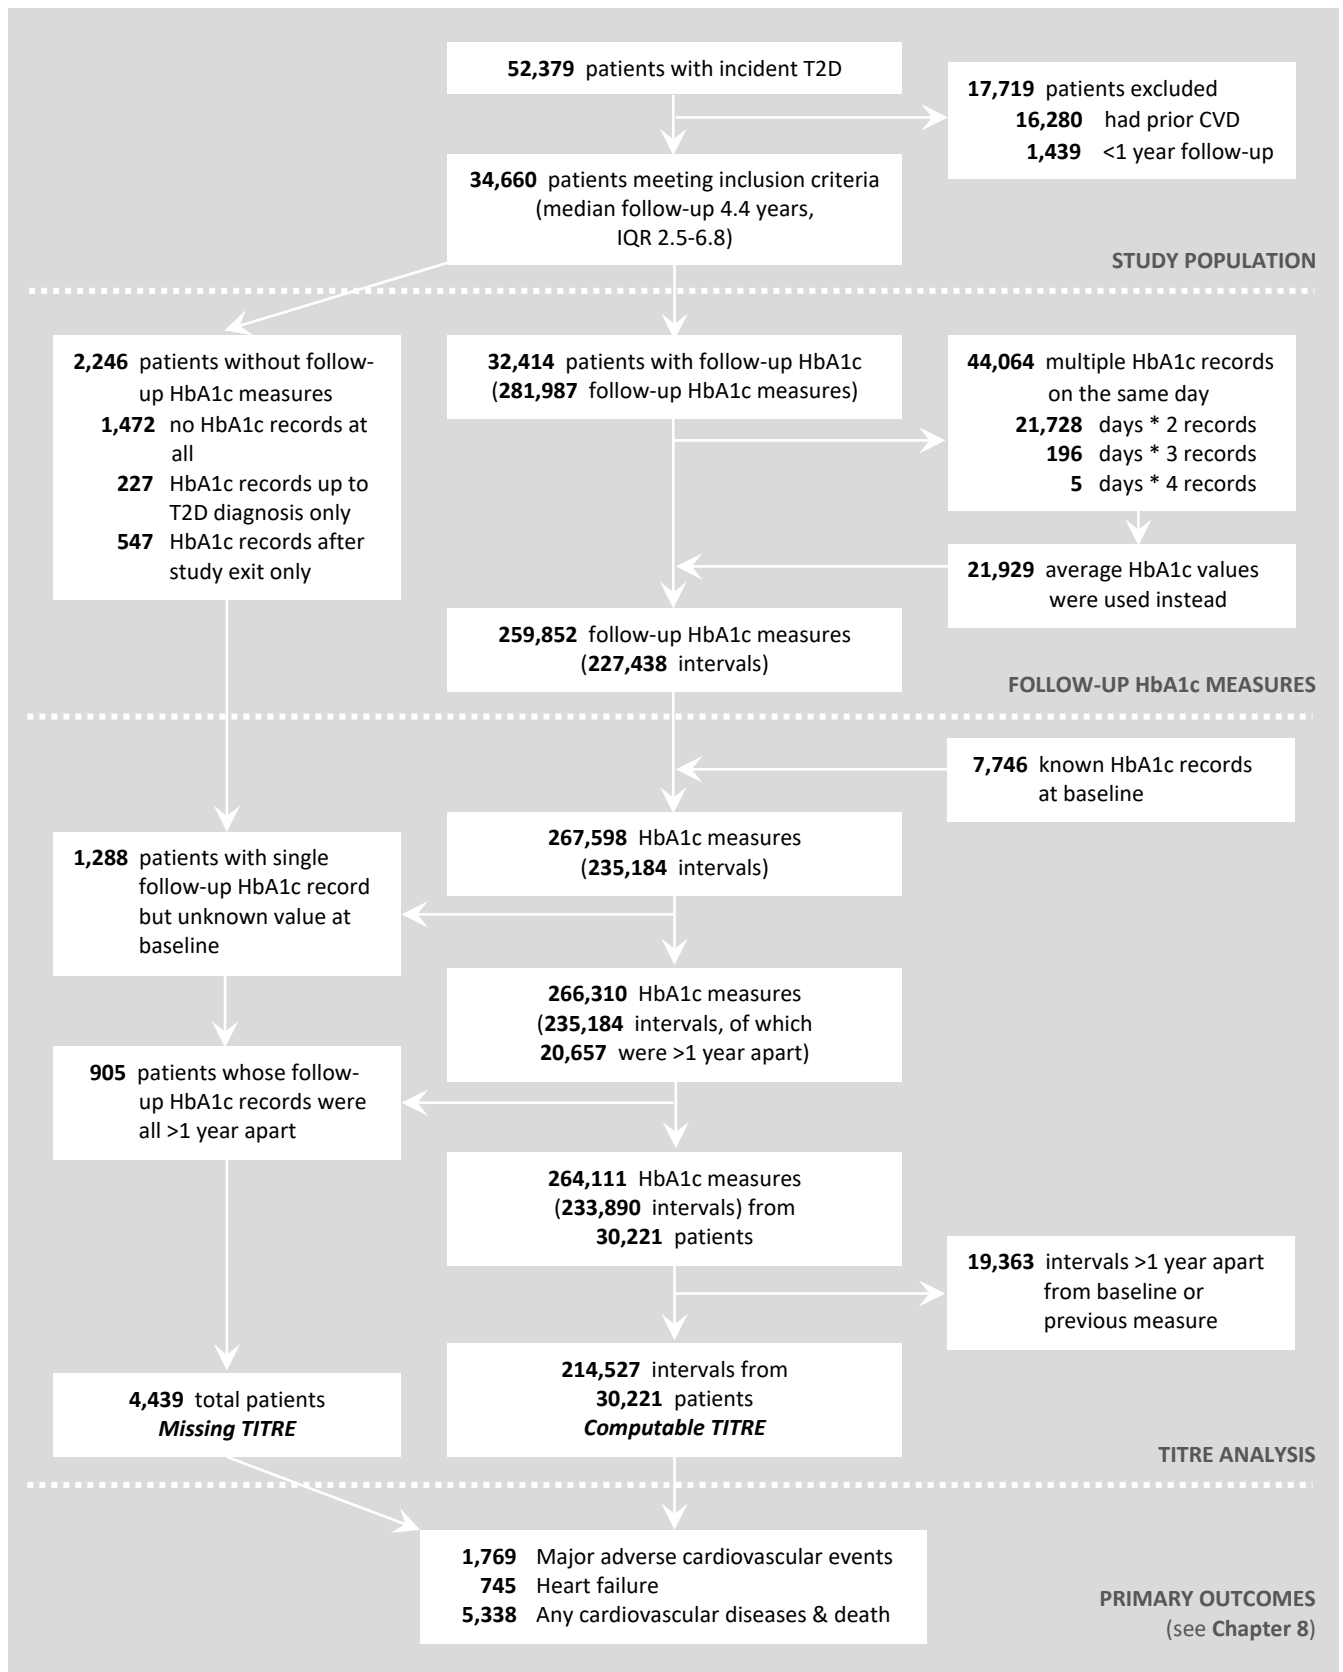 52,379 patients with incident T2D
17,719 patients excluded
16,280 had prior CVD
1,439 <1 year follow-up
34,660 patients meeting inclusion criteria
(median follow-up 4.4 years,
IQR 2.5-6.8)
STUDY POPULATION
2,246 patients without follow-
up HbA1c measures
1,472 no HbA1c records at
all
227 HbA1c records up to
T2D diagnosis only
547 HbA1c records after
study exit only
32,414 patients with follow-up HbA1c
(281,987 follow-up HbA1c measures)
44,064 multiple HbA1c records
on the same day
21,728 days * 2 records
196 days * 3 records
5 days * 4 records
21,929 average HbA1c values
were used instead
259,852 follow-up HbA1c measures
(227,438 intervals)
FOLLOW-UP HbA1c MEASURES
7,746 known HbA1c records
at baseline
267,598 HbA1c measures
(235,184 intervals)
1,288 patients with single
follow-up HbA1c record
but unknown value at
baseline
266,310 HbA1c measures
(235,184 intervals, of which
20,657 were >1 year apart)
905 patients whose follow-
up HbA1c records were
all >1 year apart
264,111 HbA1c measures
(233,890 intervals) from
30,221 patients
19,363 intervals >1 year apart
from baseline or
previous measure
4,439 total patients
Missing TITRE
214,527 intervals from
30,221 patients
Computable TITRE
TITRE ANALYSIS
1,769 Major adverse cardiovascular events
745 Heart failure
5,338 Any cardiovascular diseases & death
PRIMARY OUTCOMES
(see Chapter 8)